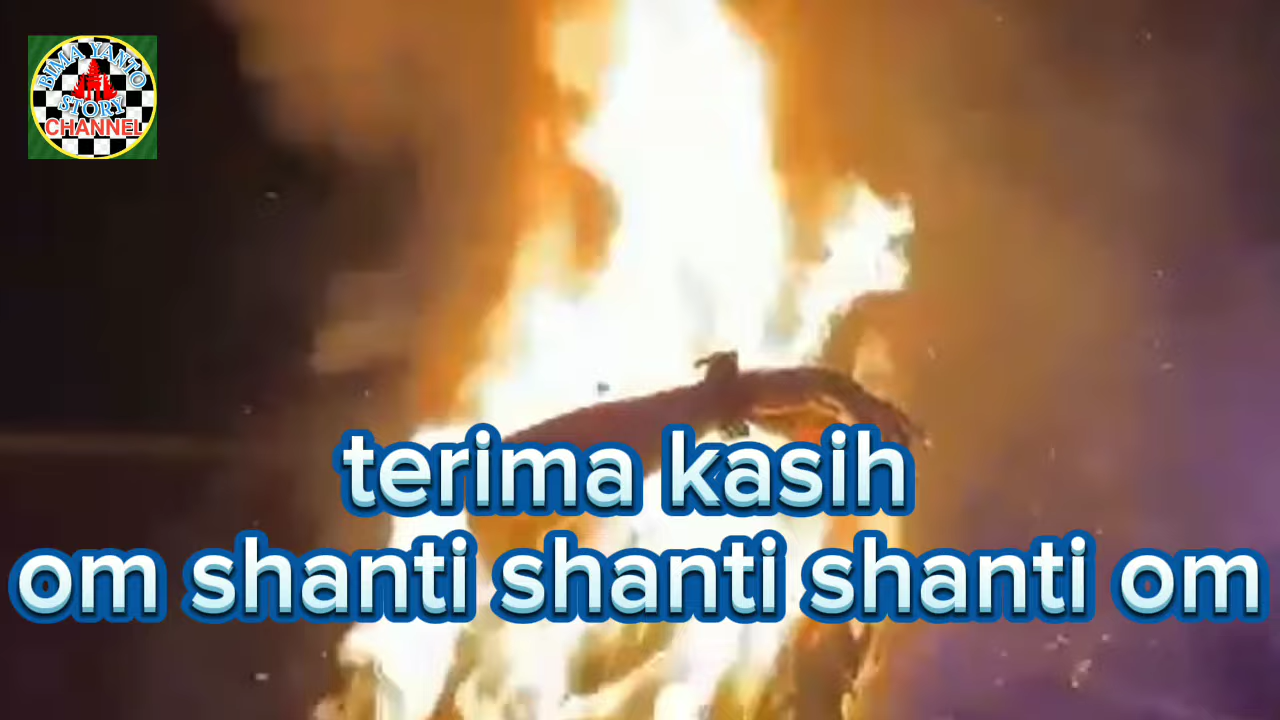 BIMA YANTO
STORY
CHANNEL
terima kasih
om shanti shanti shanti om